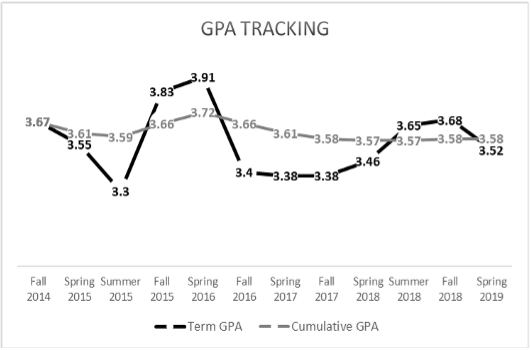 GPA TRACKING
3.67 3.61 3.59 3.66 3.72 3.66 3.61 3.58 3.57 3.57 3.58 3.58
3.55 3.3 3.83 3.91 3.4 3.38 3.38 3.46 3.65 3.68 3.52
Fall Spring Summer Fall Spring Fall Spring Fall Spring Summer Fall Spring
2014 2015 2015 2015 2016 2016 2017 2017 2018 2018 2018 2019
Term GPA Cumulative GPA